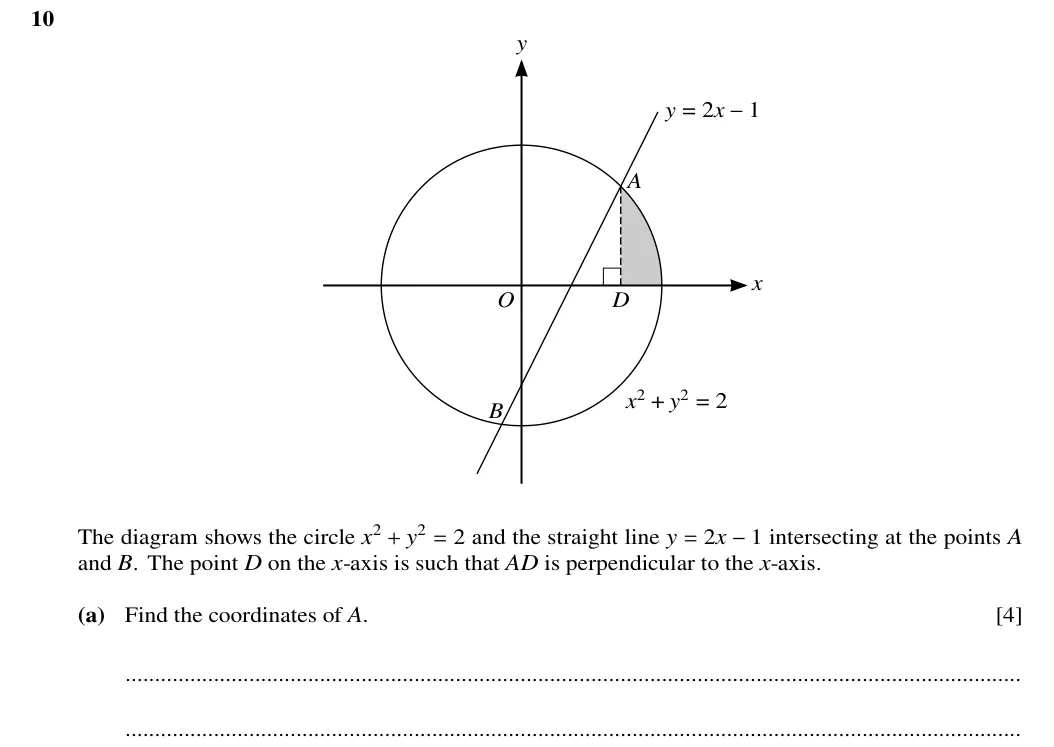 10
y
y = 2x – 1
A
x
O
D
B
x² + y² = 2
The diagram shows the circle x² + y² = 2 and the straight line y = 2x – 1 intersecting at the points A
and B. The point D on the x-axis is such that AD is perpendicular to the x-axis.
(a) Find the coordinates of A. [4]